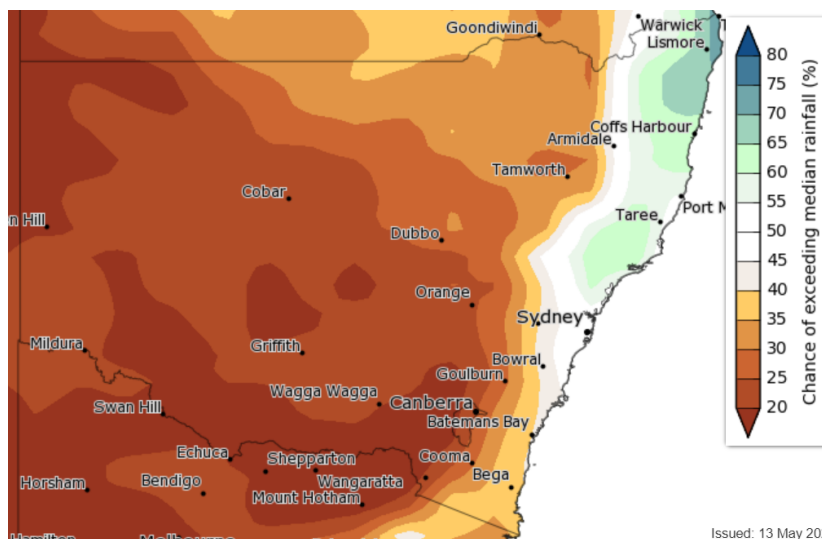 Goondiwindi
Warwick
Lismore
Coffs Harbour
Armidale
Tamworth
Cobar
n Hill
Taree
Port M
Dubbo
Orange
Sydney
Mildura
Griffith
Bowral
Goulburn
Wagga Wagga
Canberra
Swan Hill
Batemans Bay
Echuca
Shepparton
Cooma
Horsham
Bendigo
Wangaratta
Bega
Mount Hotham
Hamilton
Melbourne
80
75
70
65
60
55
50
45
40
35
30
25
20
Chance of exceeding median rainfall (%)
Issued: 13 May 20